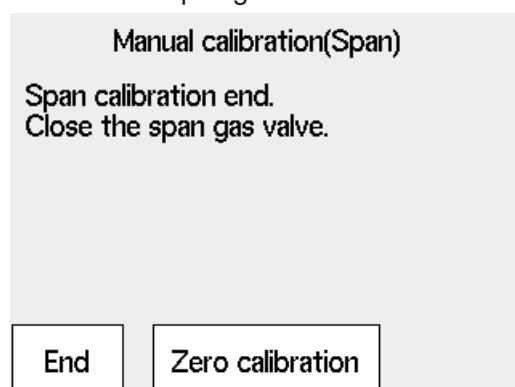 Manual calibration(Span)
Span calibration end.
Close the span gas valve.
End
Zero calibration